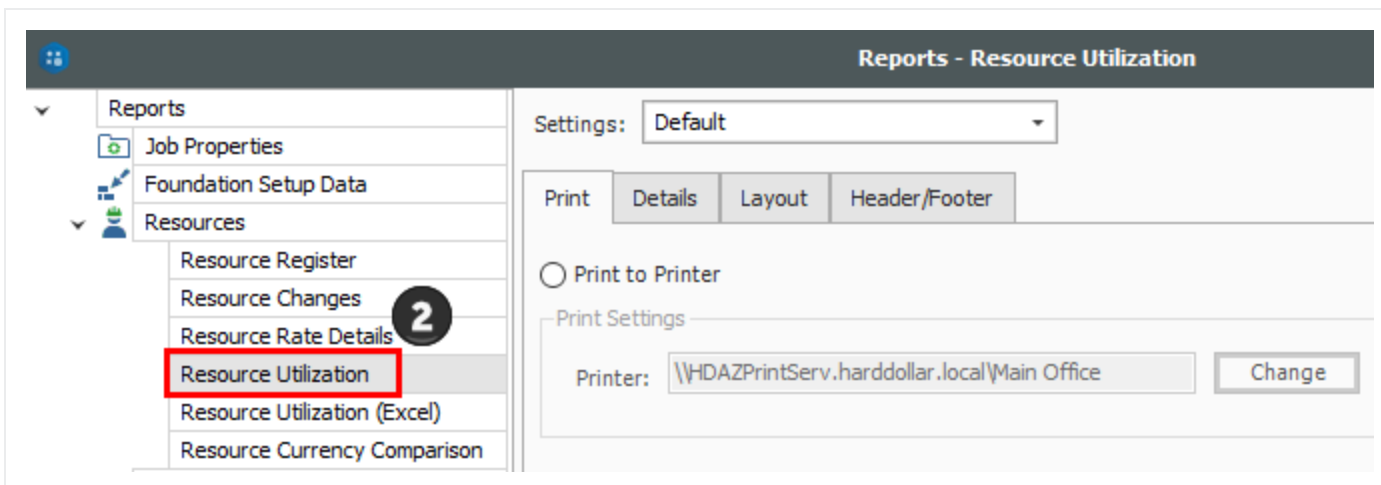 Reports - Resource Utilization
Reports
Job Properties
Foundation Setup Data
Resources
Resource Register
Resource Changes
2
Resource Rate Details
Resource Utilization
Resource Utilization (Excel)
Resource Currency Comparison
Settings: Default
Print Details Layout Header/Footer
Print to Printer
Print Settings
Printer: \\HDAZPrintServ.harddollar.local\Main Office Change